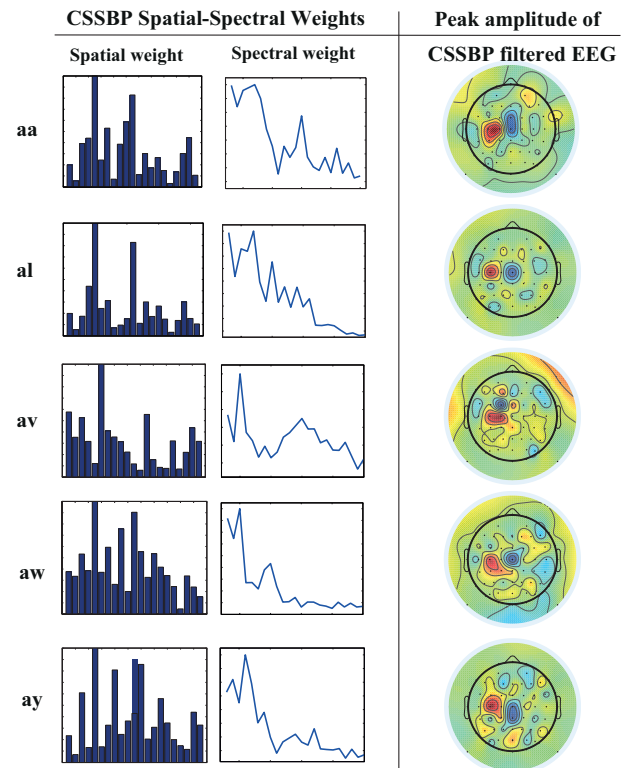 CSSBP Spatial-Spectral Weights
Peak amplitude of
CSSBP filtered EEG
Spatial weight
Spectral weight
aa
al
av
aw
ay